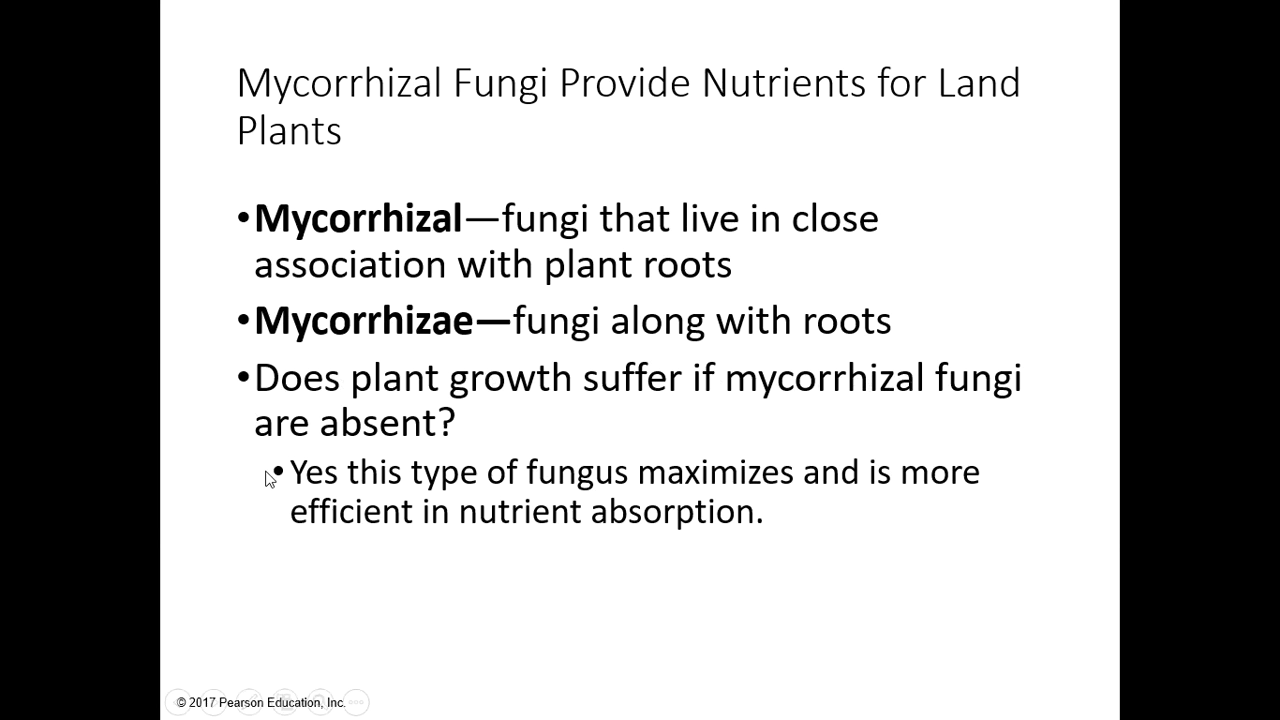 Mycorrhizal Fungi Provide Nutrients for Land
Plants
•Mycorrhizal—fungi that live in close
association with plant roots
•Mycorrhizae—fungi along with roots
•Does plant growth suffer if mycorrhizal fungi
are absent?
•Yes this type of fungus maximizes and is more
efficient in nutrient absorption.
© 2017 Pearson Education, Inc.